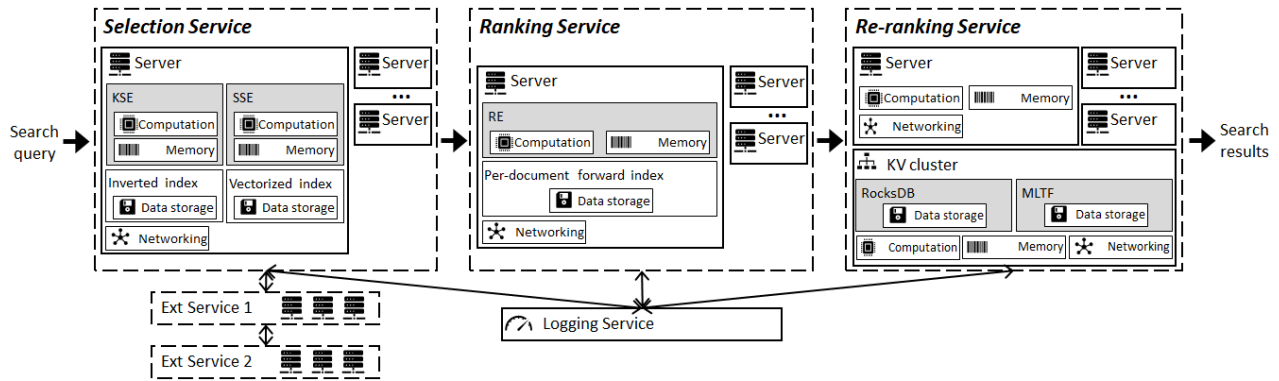 Search
query
Selection Service
Server
KSE
Computation
Memory
SSE
Computation
Memory
Inverted index
Data storage
Vectorized index
Data storage
Networking
Server
...
Server
Ranking Service
Server
RE
Computation
Memory
Per-document forward index
Data storage
Networking
Server
...
Server
Re-ranking Service
Server
Computation
Memory
Networking
Server
...
Server
KV cluster
RocksDB
Data storage
MLTF
Data storage
Computation
Memory
Networking
Search
results
Ext Service 1
Ext Service 2
Logging Service